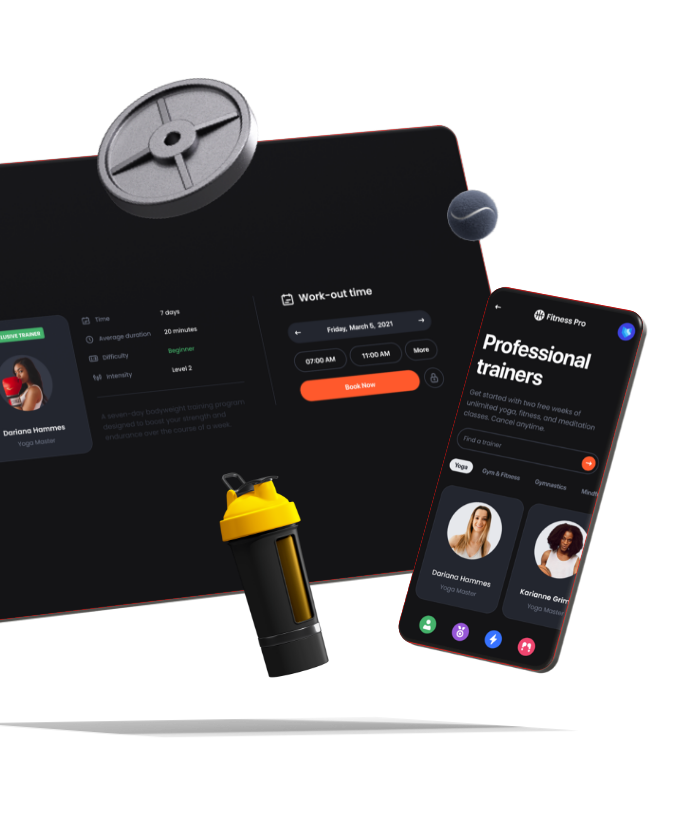 LUSIVE TRAINER
Dariana Hammes
Yoga Master
Time 7 days
Average duration 20 minutes
Difficulty Beginner
Intensity Level 2
A seven-day bodyweight training program
designed to boost your strength and
endurance over the course of a week.
Work-out time
Friday, March 5, 2021
07:00 AM 11:00 AM More
Book Now
Fitness Pro
Professional
trainers
Get started with two free weeks of
unlimited yoga, fitness, and meditation
classes. Cancel anytime.
Find a trainer
Yoga Gym & Fitness Gymnastics Mindf
Dariana Hammes
Yoga Master
Karianne Grim
Yoga Master